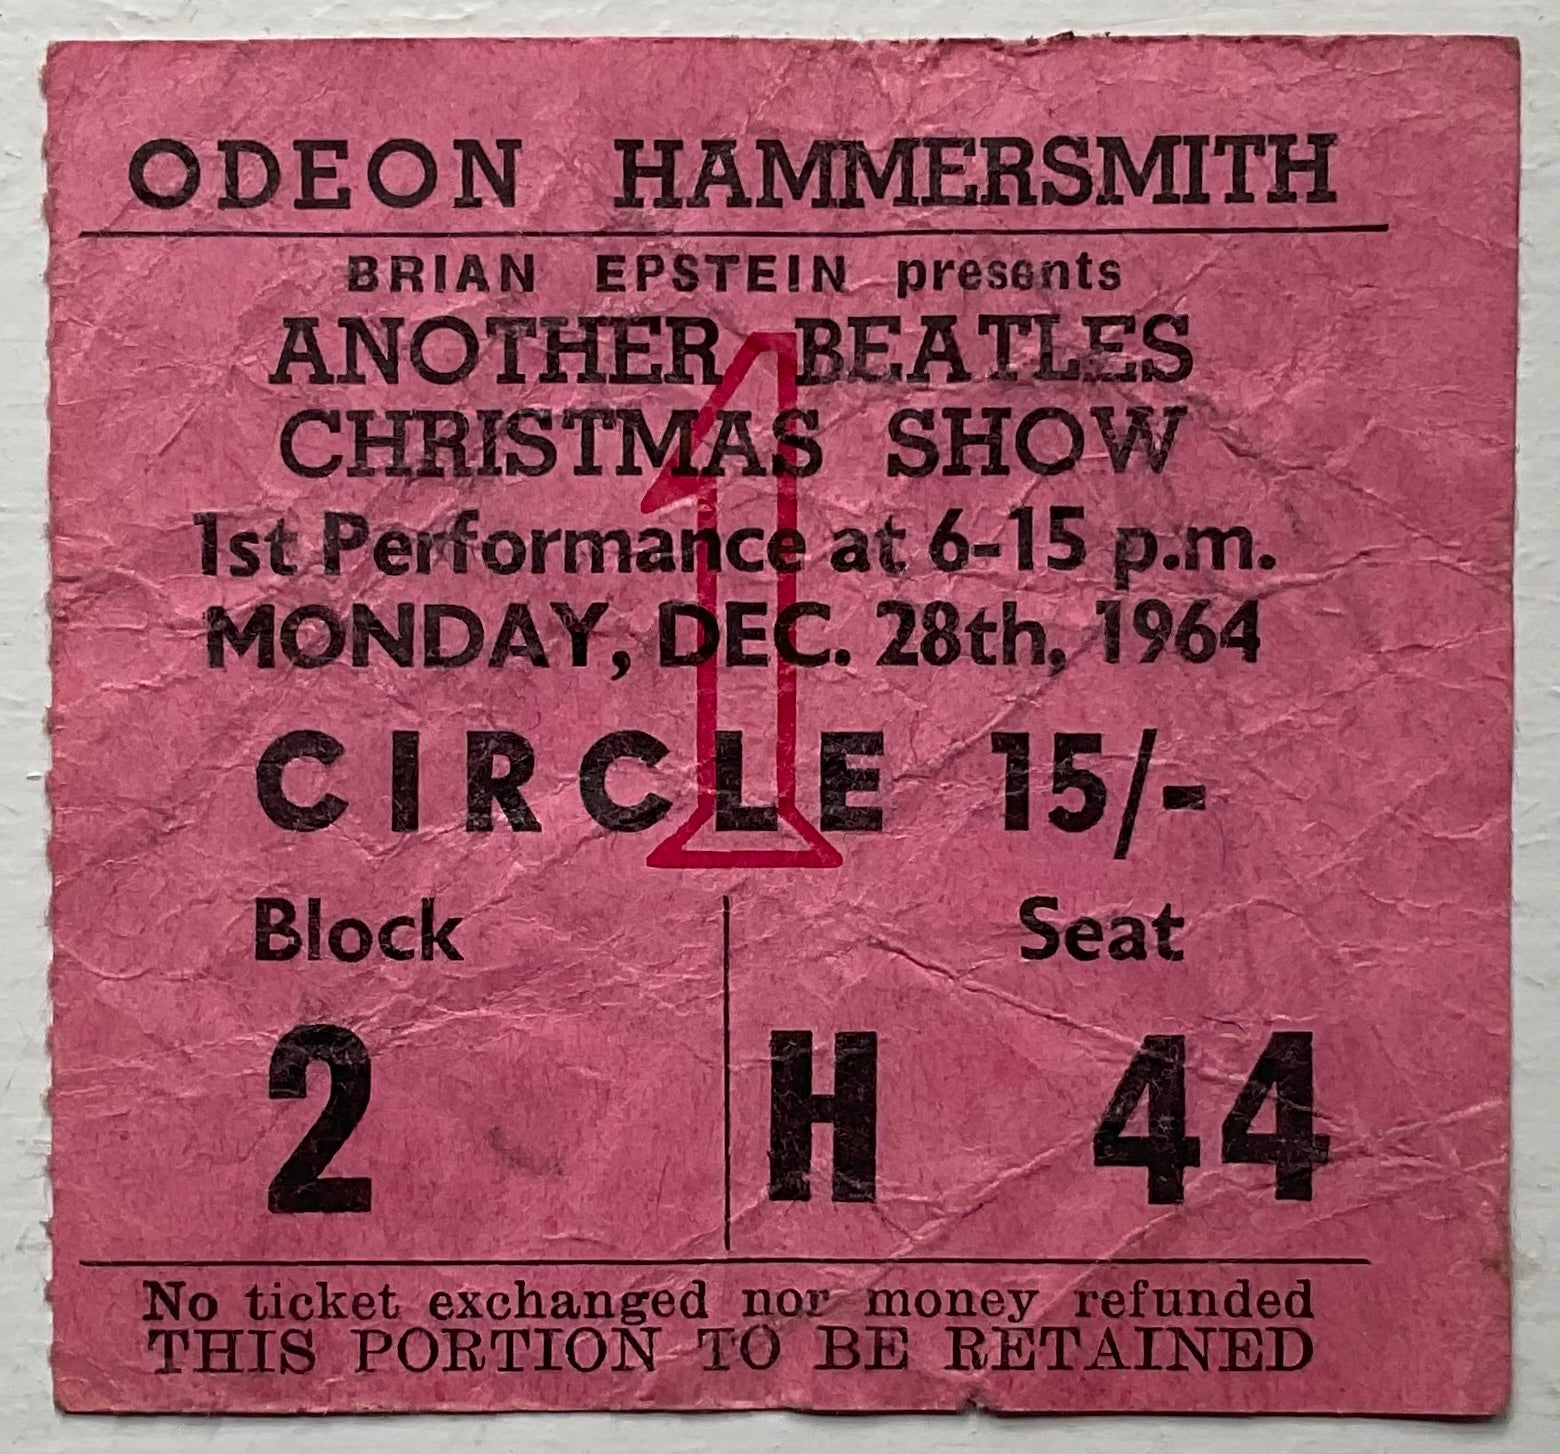 ODEON HAMMERSMITH
BRIAN EPSTEIN presents
ANOTHER BEATLES
CHRISTMAS SHOW
1st Performance at 6-15 p.m.
MONDAY, DEC. 28th, 1964
1
CIRCLE 15/-
Block Seat
2 H 44
No ticket exchanged nor money refunded
THIS PORTION TO BE RETAINED